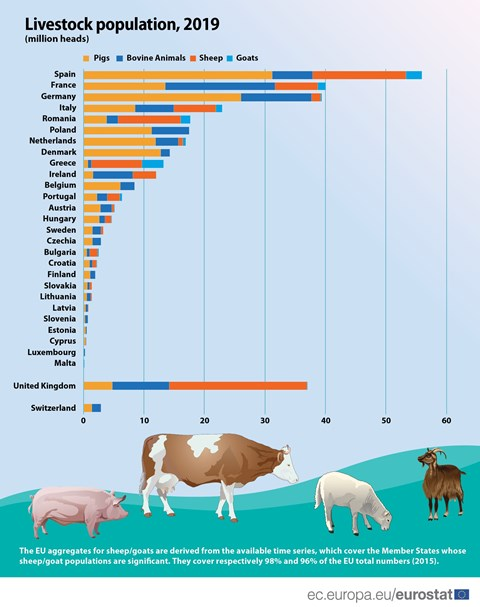 Livestock population, 2019
(million heads)
Pigs Bovine Animals Sheep Goats
Spain
France
Germany
Italy
Romania
Poland
Netherlands
Denmark
Greece
Ireland
Belgium
Portugal
Austria
Hungary
Sweden
Czechia
Bulgaria
Croatia
Finland
Slovakia
Lithuania
Latvia
Slovenia
Estonia
Cyprus
Luxembourg
Malta
United Kingdom
Switzerland
0 10 20 30 40 50 60
The EU aggregates for sheep/goats are derived from the available time series, which cover the Member States whose
sheep/goat populations are significant. They cover respectively 98% and 96% of the EU total numbers (2015).
ec.europa.eu/eurostat